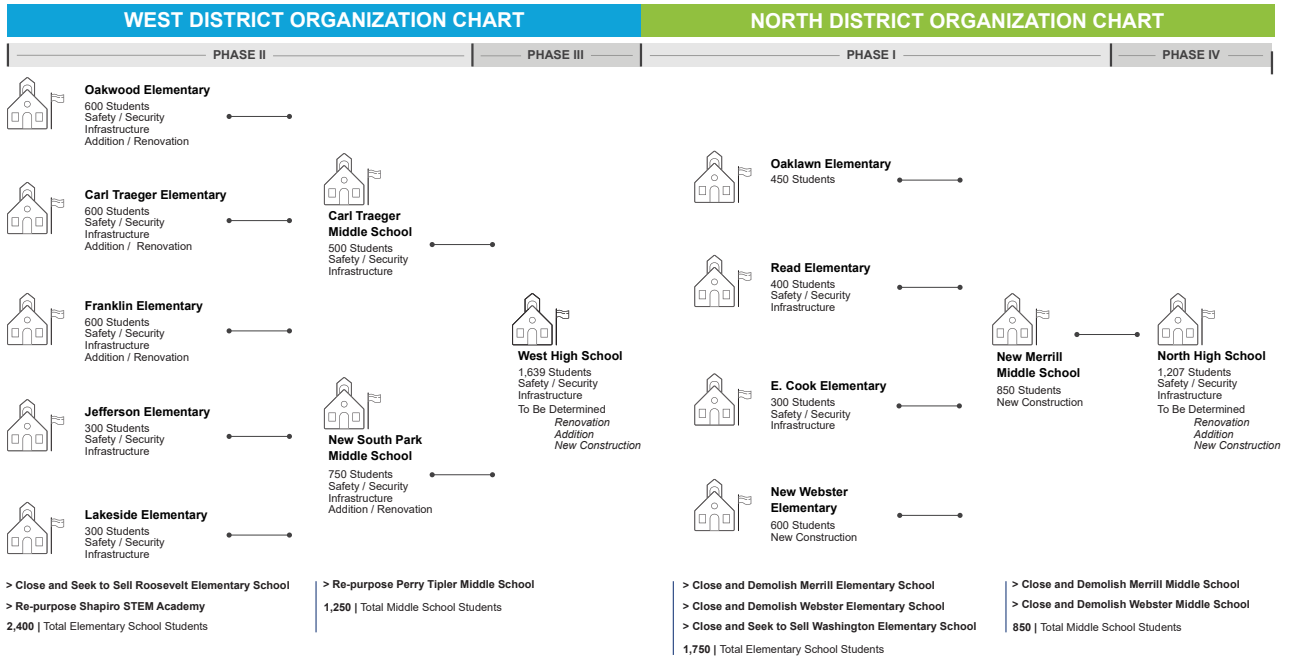 WEST DISTRICT ORGANIZATION CHART
NORTH DISTRICT ORGANIZATION CHART
PHASE II
PHASE III
PHASE I
PHASE IV
Oakwood Elementary
600 Students
Safety / Security
Infrastructure
Addition / Renovation
Carl Traeger Elementary
600 Students
Safety / Security
Infrastructure
Addition / Renovation
Franklin Elementary
600 Students
Safety / Security
Infrastructure
Addition / Renovation
Jefferson Elementary
300 Students
Safety / Security
Infrastructure
Lakeside Elementary
300 Students
Safety / Security
Infrastructure
Carl Traeger
Middle School
500 Students
Safety / Security
Infrastructure
New South Park
Middle School
750 Students
Safety / Security
Infrastructure
Addition / Renovation
West High School
1,639 Students
Safety / Security
Infrastructure
To Be Determined
Renovation
Addition
New Construction
Oaklawn Elementary
450 Students
Read Elementary
400 Students
Safety / Security
Infrastructure
E. Cook Elementary
300 Students
Safety / Security
Infrastructure
New Webster
Elementary
600 Students
New Construction
New Merrill
Middle School
850 Students
New Construction
North High School
1,207 Students
Safety / Security
Infrastructure
To Be Determined
Renovation
Addition
New Construction
> Close and Seek to Sell Roosevelt Elementary School
> Re-purpose Shapiro STEM Academy
2,400 | Total Elementary School Students
> Re-purpose Perry Tipler Middle School
1,250 | Total Middle School Students
> Close and Demolish Merrill Elementary School
> Close and Demolish Webster Elementary School
> Close and Seek to Sell Washington Elementary School
1,750 | Total Elementary School Students
> Close and Demolish Merrill Middle School
> Close and Demolish Webster Middle School
850 | Total Middle School Students